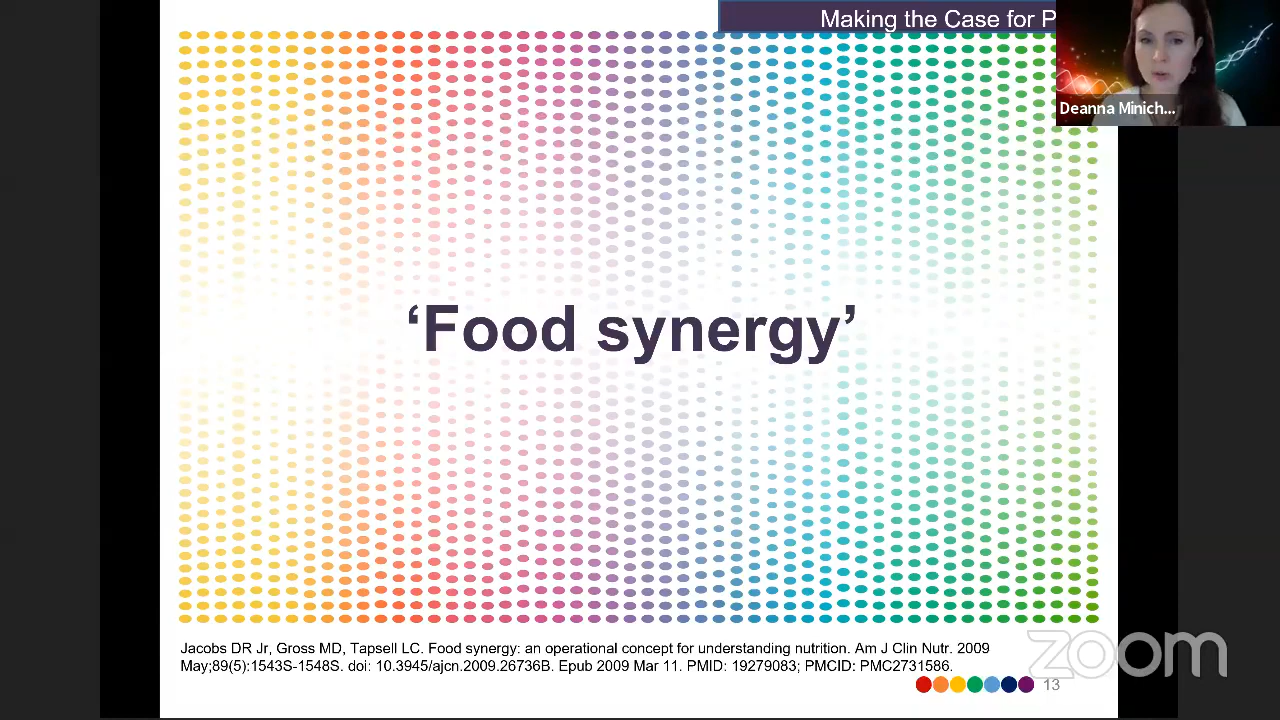 Making the Case for P
Deanna Minich...
‘Food synergy’
Jacobs DR Jr, Gross MD, Tapsell LC. Food synergy: an operational concept for understanding nutrition. Am J Clin Nutr. 2009
May;89(5):1543S-1548S. doi: 10.3945/ajcn.2009.26736B. Epub 2009 Mar 11. PMID: 19279083; PMCID: PMC2731586.
13
zoom